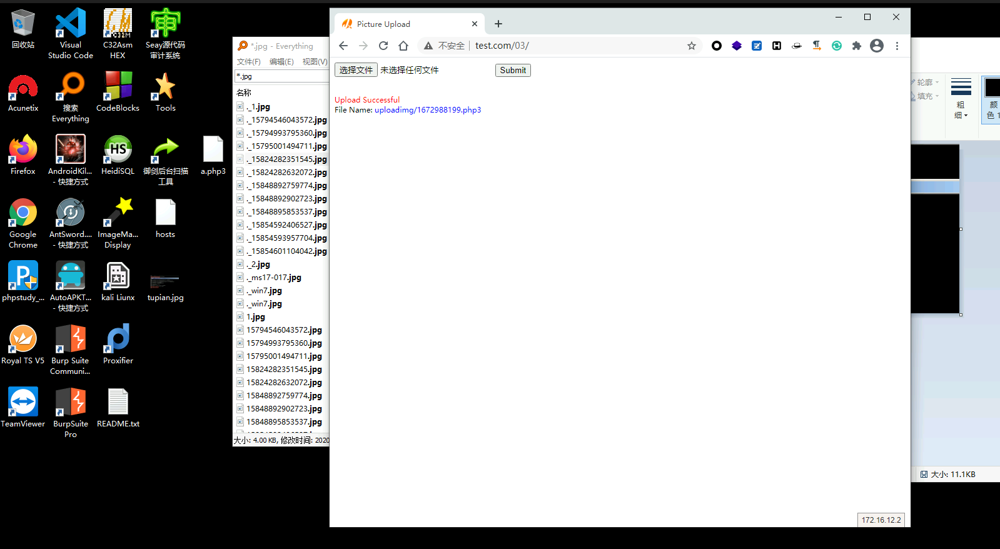 回收站
Visual
Studio Code
C32Asm
HEX
Seay源代码
审计系统
Acunetix
搜索
Everything
CodeBlocks
Tools
Firefox
AndroidKil...
- 快捷方式
HeidiSQL
御剑后台扫描
工具
a.php3
Google
Chrome
AntSword....
- 快捷方式
ImageMa...
Display
hosts
phpstudy_...
AutoAPKT...
- 快捷方式
kali Liunx
tupian.jpg
Royal TS V5
Burp Suite
Communi...
Proxifier
TeamViewer
BurpSuite
Pro
README.txt
*.jpg - Everything
文件(F) 编辑(E) 视图(V)
*.jpg
名称
._1.jpg
._15794546043572.jpg
._15794993795360.jpg
._15795001494711.jpg
._15824282351545.jpg
._15824282632072.jpg
._15848892759774.jpg
._15848892902723.jpg
._15848895853537.jpg
._15854592406527.jpg
._15854593957704.jpg
._15854601104042.jpg
._2.jpg
._ms17-017.jpg
._win7.jpg
._win7.jpg
1.jpg
15794546043572.jpg
15794993795360.jpg
15795001494711.jpg
15824282351545.jpg
15824282632072.jpg
15848892759774.jpg
15848892902723.jpg
15848895853537.jpg
大小: 4.00 KB, 修改时间: 2020
Picture Upload
不安全 test.com/03/
选择文件 未选择任何文件 Submit
Upload Successful
File Name: uploadimg/1672988199.php3
172.16.12.2
轮廓
填充
粗
细
颜
色 1
大小: 11.1KB